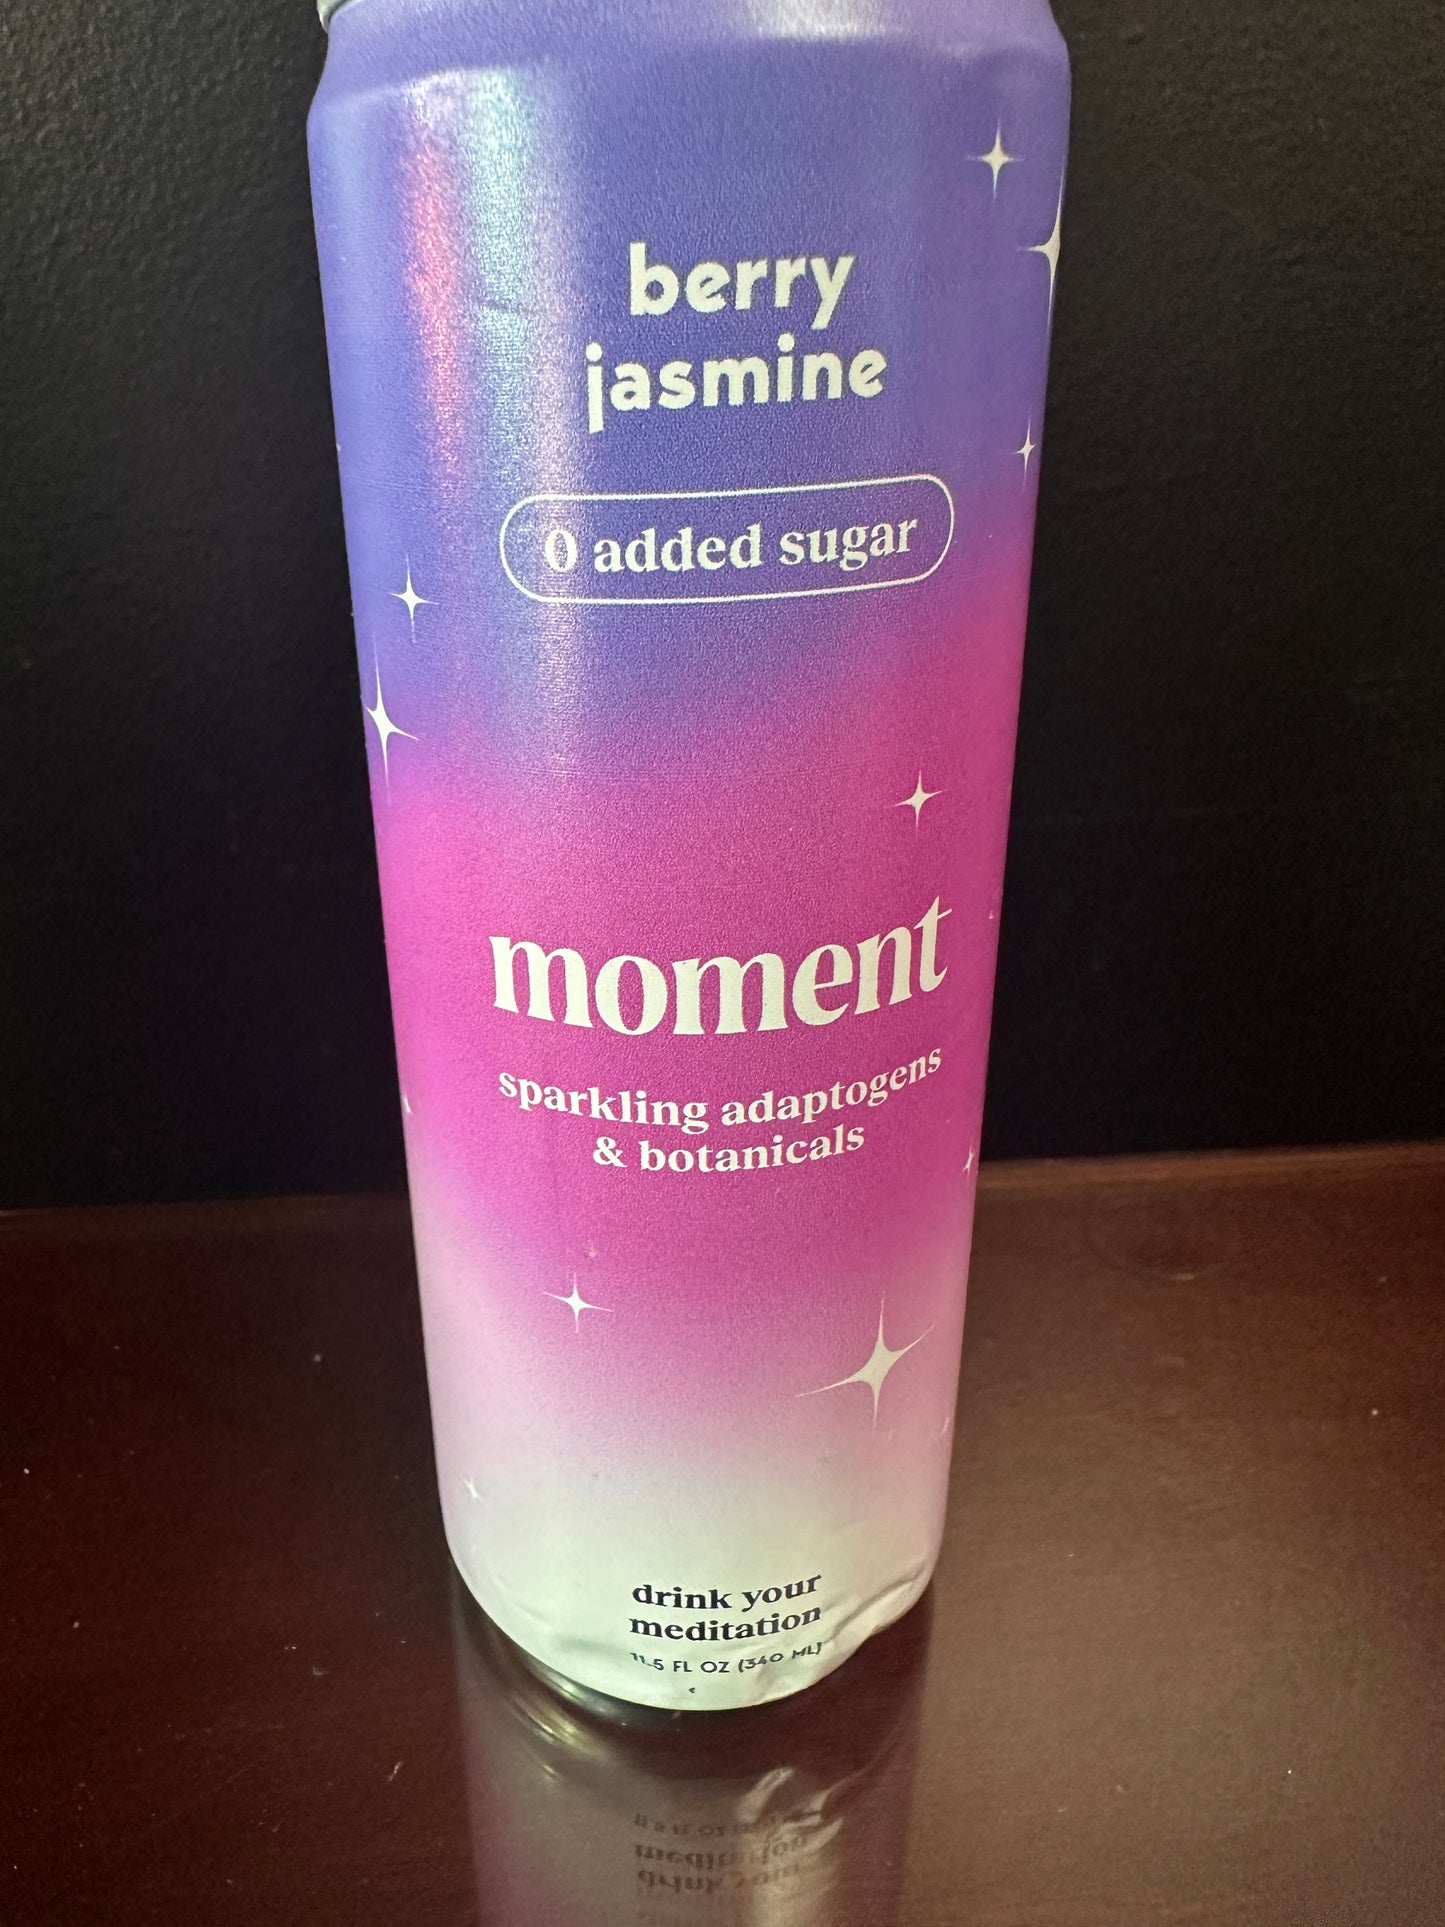 berry
jasmine
0 added sugar
moment
sparkling adaptogens
& botanicals
drink your
meditation
11.5 FL OZ (340 ML)